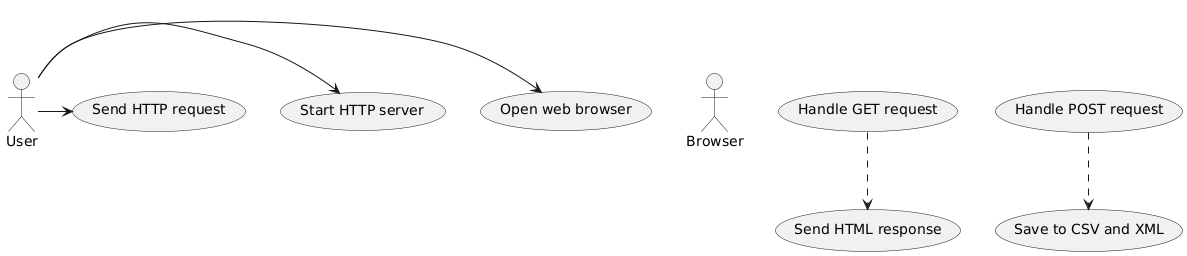 Send HTTP request
Start HTTP server
Open web browser
User
Browser
Handle GET request
Handle POST request
Send HTML response
Save to CSV and XML